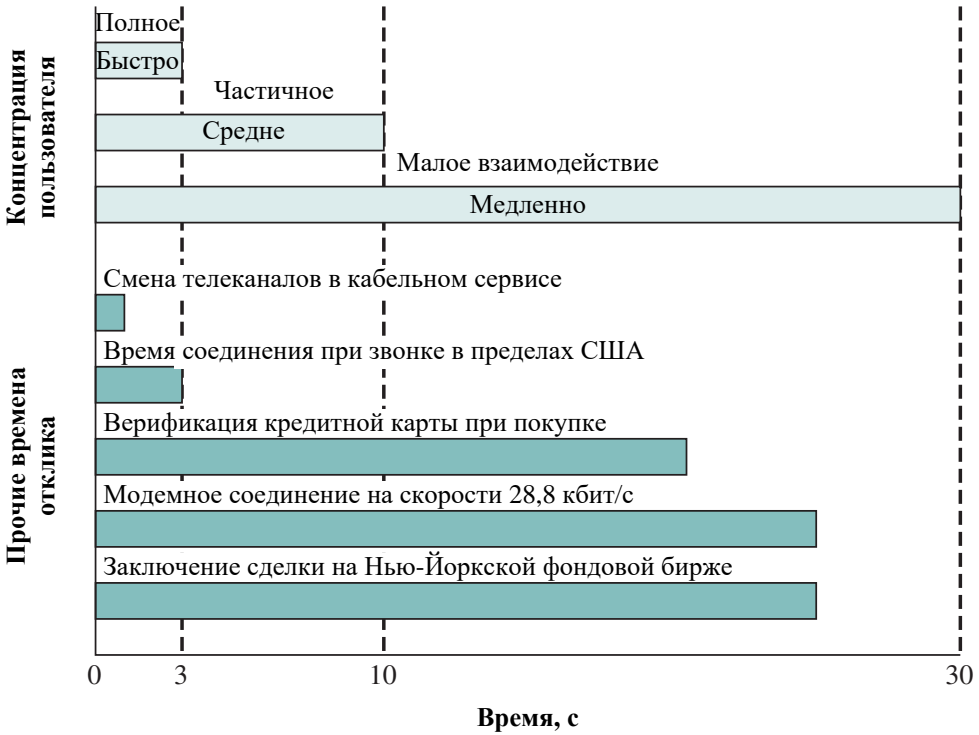 Полное
Быстро
Частичное
Средне
Малое взаимодействие
Медленно
Концентрация
пользователя
Смена телеканалов в кабельном сервисе
Время соединения при звонке в пределах США
Верификация кредитной карты при покупке
Модемное соединение на скорости 28,8 кбит/с
Заключение сделки на Нью-Йоркской фондовой бирже
Прочие времена
отклика
0 3 10 30
Время, с